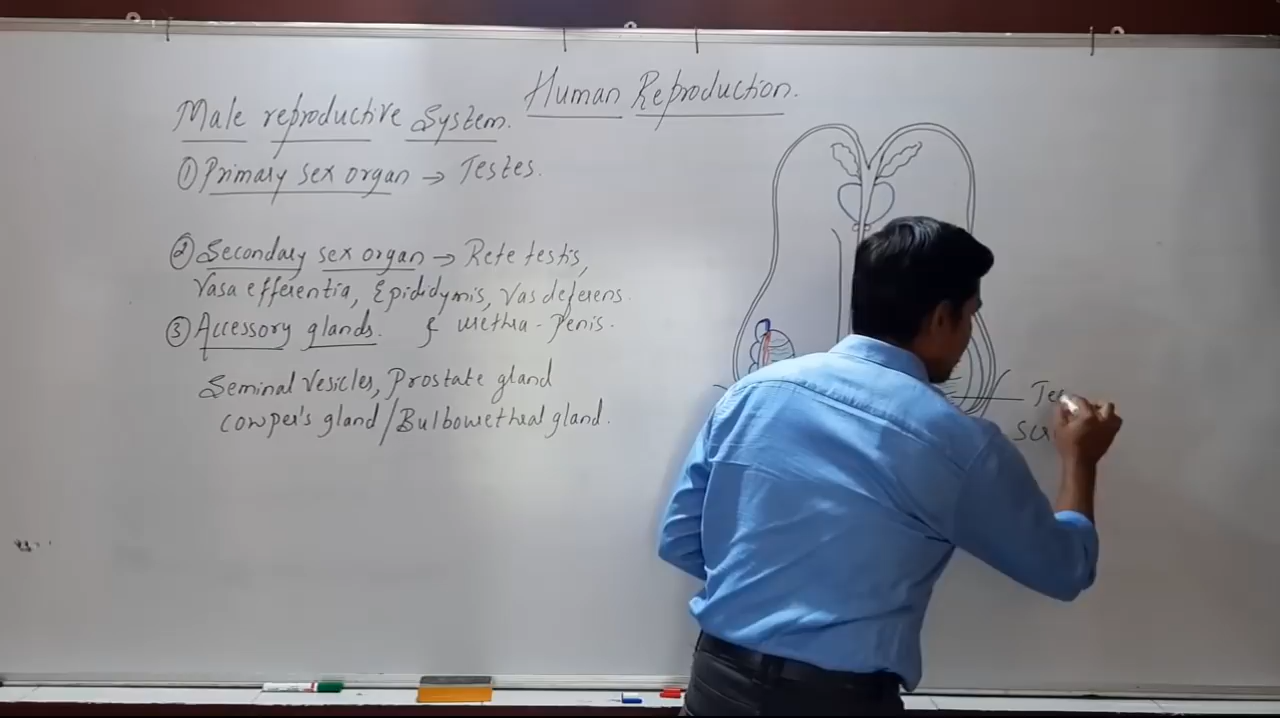 Human Reproduction.
Male reproductive System.
① Primary sex organ → Testes.
② Secondary sex organ → Rete testis,
Vasa efferentia, Epididymis, Vas deferens.
③ Accessory glands. & Urethra - Penis.
Seminal Vesicles, Prostate gland
Cowper's gland/Bulbourethral gland.